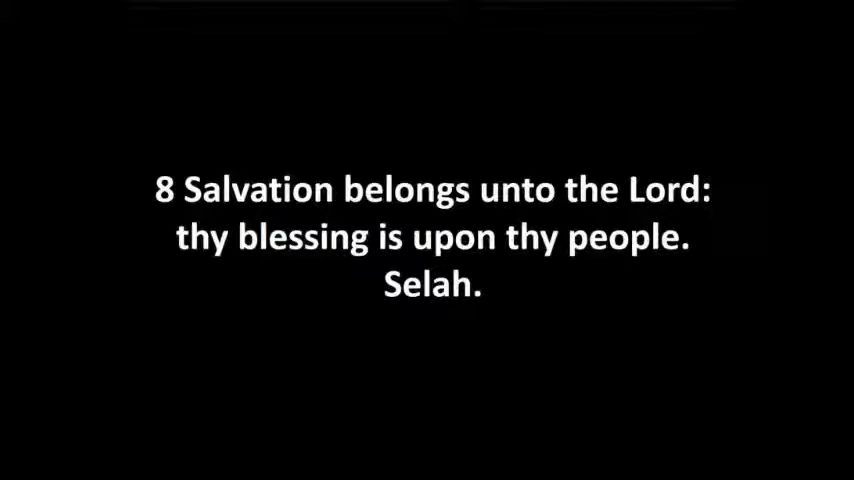 8 Salvation belongs unto the Lord:
thy blessing is upon thy people.
Selah.